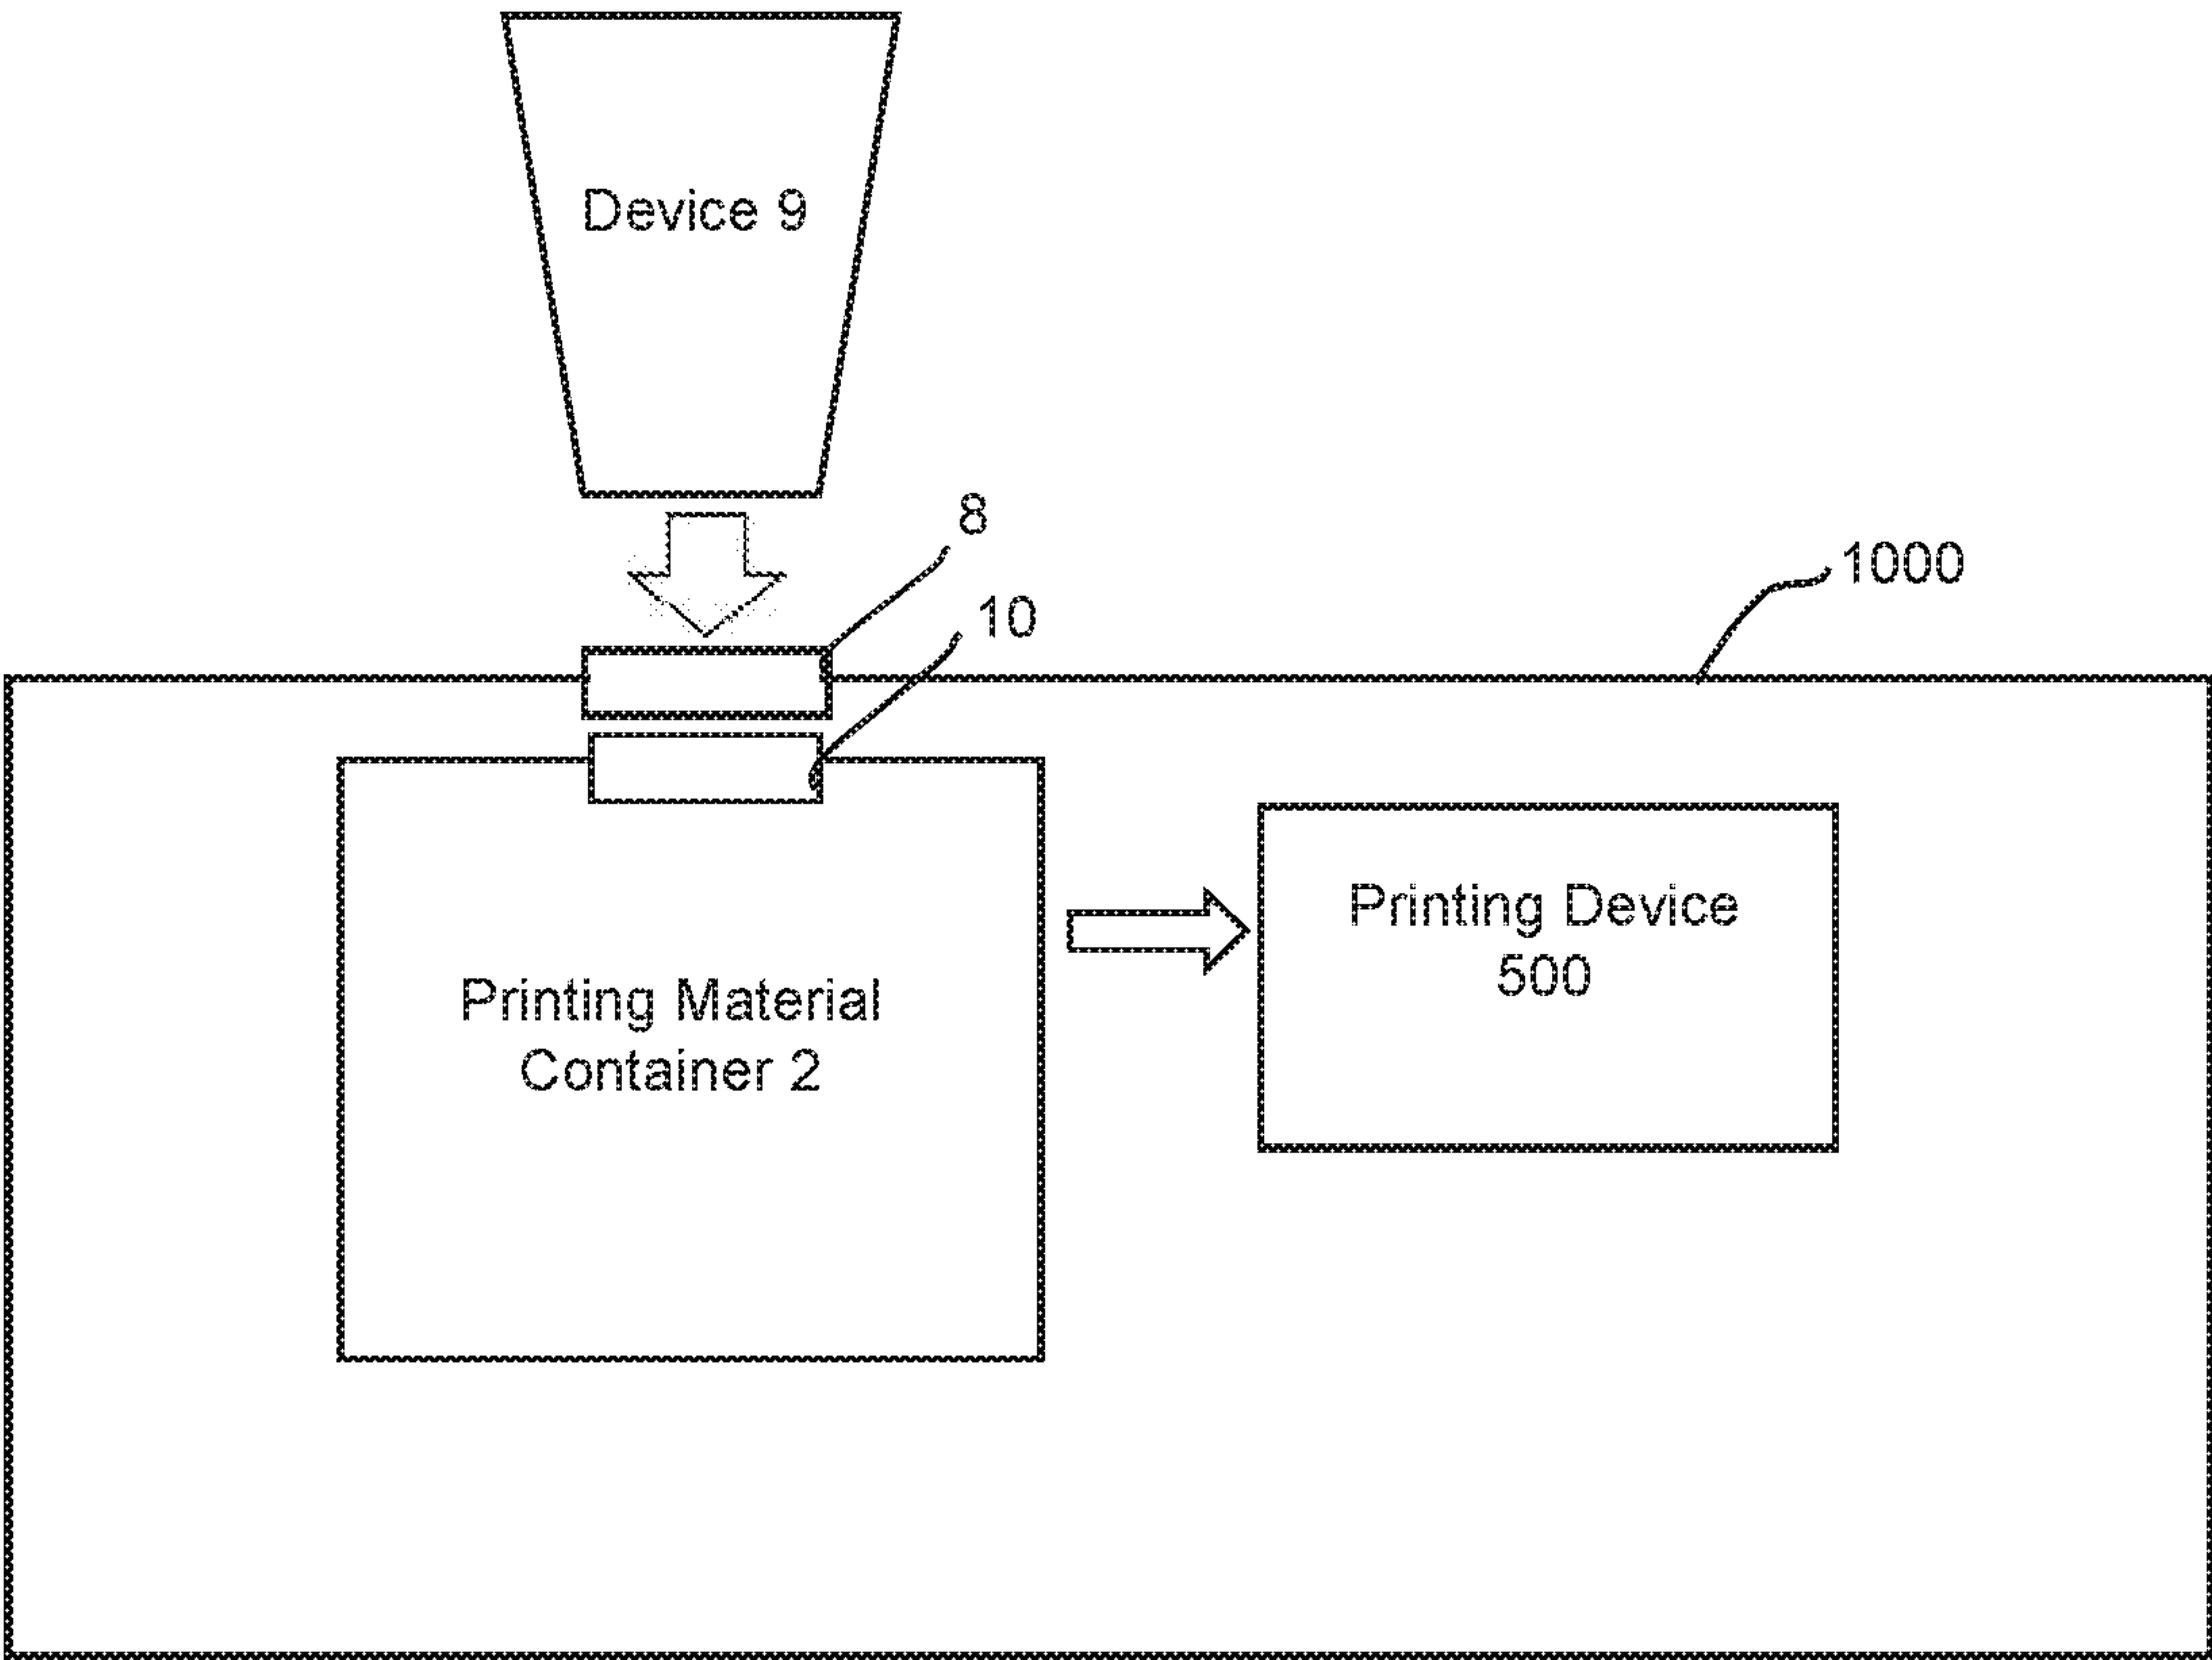 Device 9
8
1000
10
Printing Device
500
Printing Material
Container 2